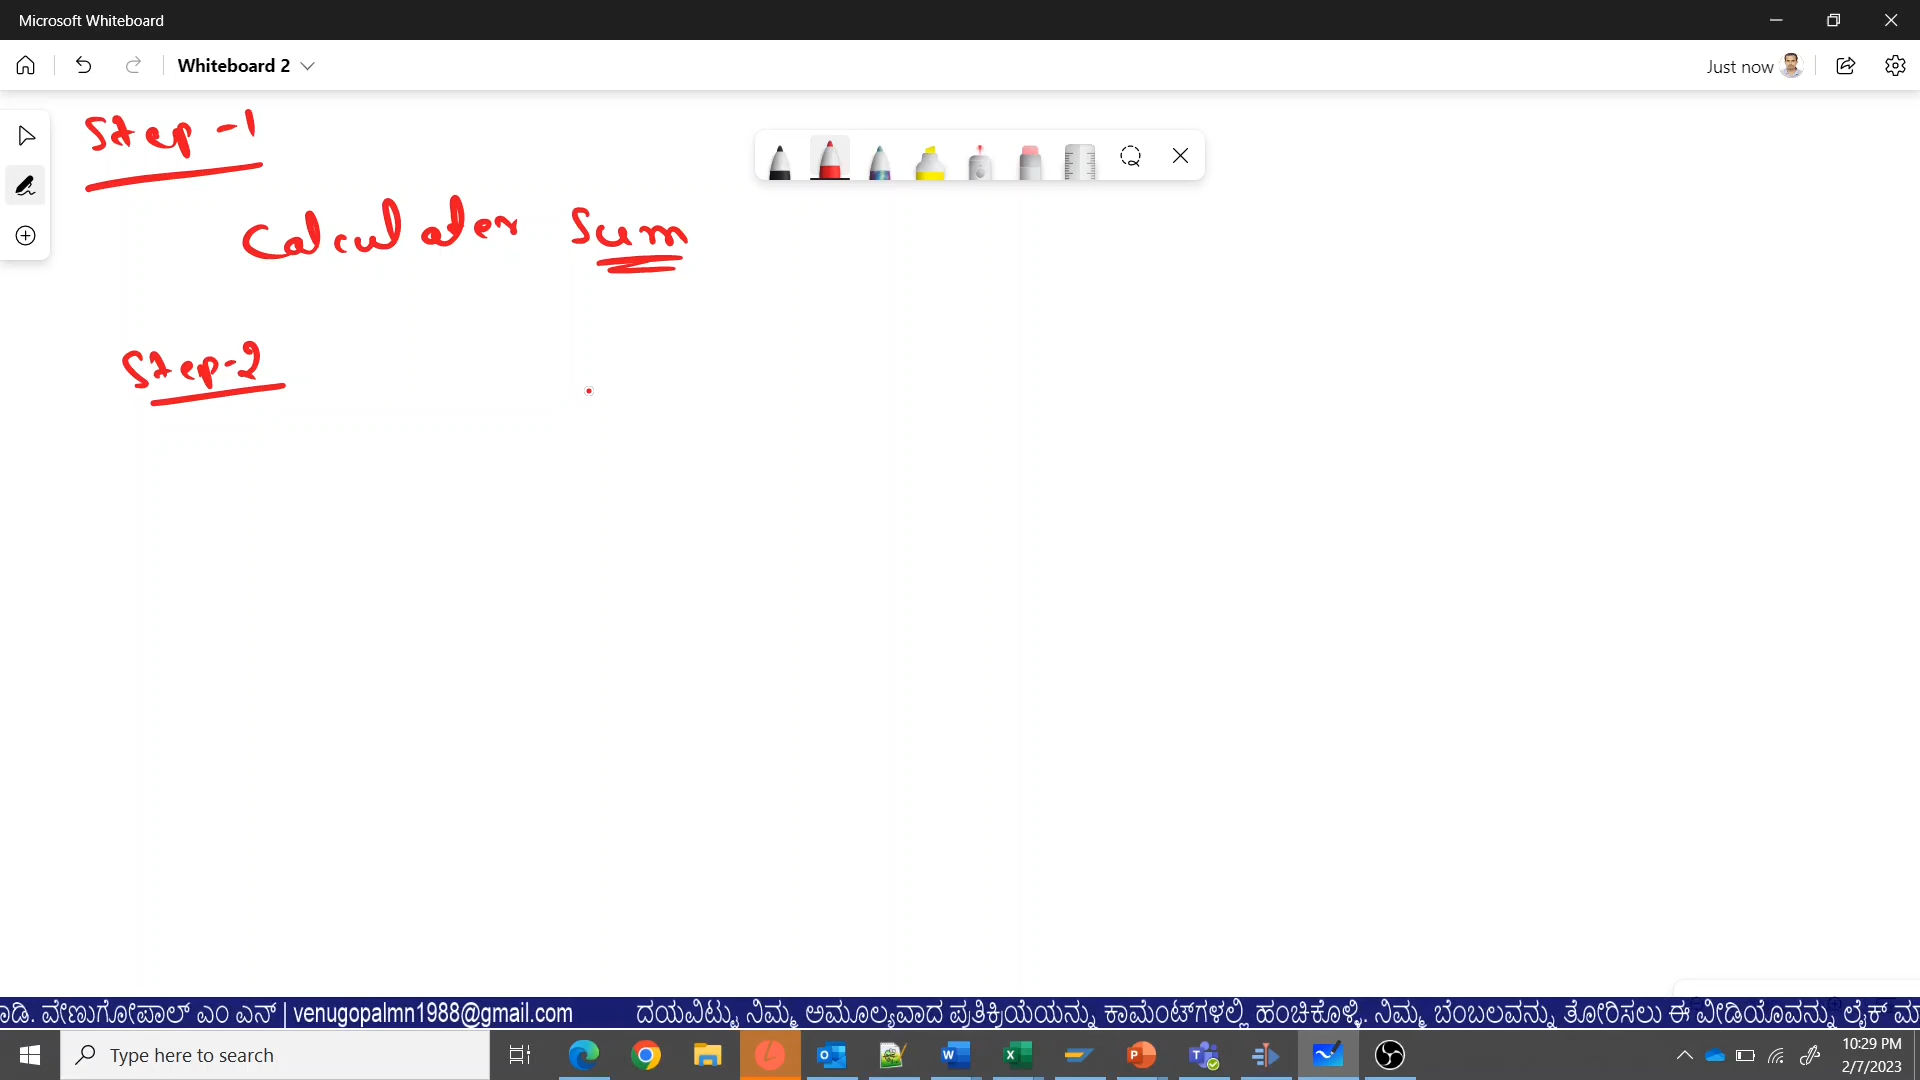 Microsoft Whiteboard
Whiteboard 2
Just now
Step-1
Calculater Sum
Step-2
ಾಡಿ. ವೇಣುಗೋಪಾಲ್ ಎಂ ಎನ್ | venugopalmn1988@gmail.com ದಯವಿಟ್ಟು ನಿಮ್ಮ ಅಮೂಲ್ಯವಾದ ಪ್ರತಿಕ್ರಿಯೆಯನ್ನು ಕಾಮೆಂಟ್‌ಗಳಲ್ಲಿ ಹಂಚಿಕೊಳ್ಳಿ. ನಿಮ್ಮ ಬೆಂಬಲವನ್ನು ತೋರಿಸಲು ಈ ವೀಡಿಯೊವನ್ನು ಲೈಕ್ ಮಾ
Type here to search
10:29 PM
2/7/2023